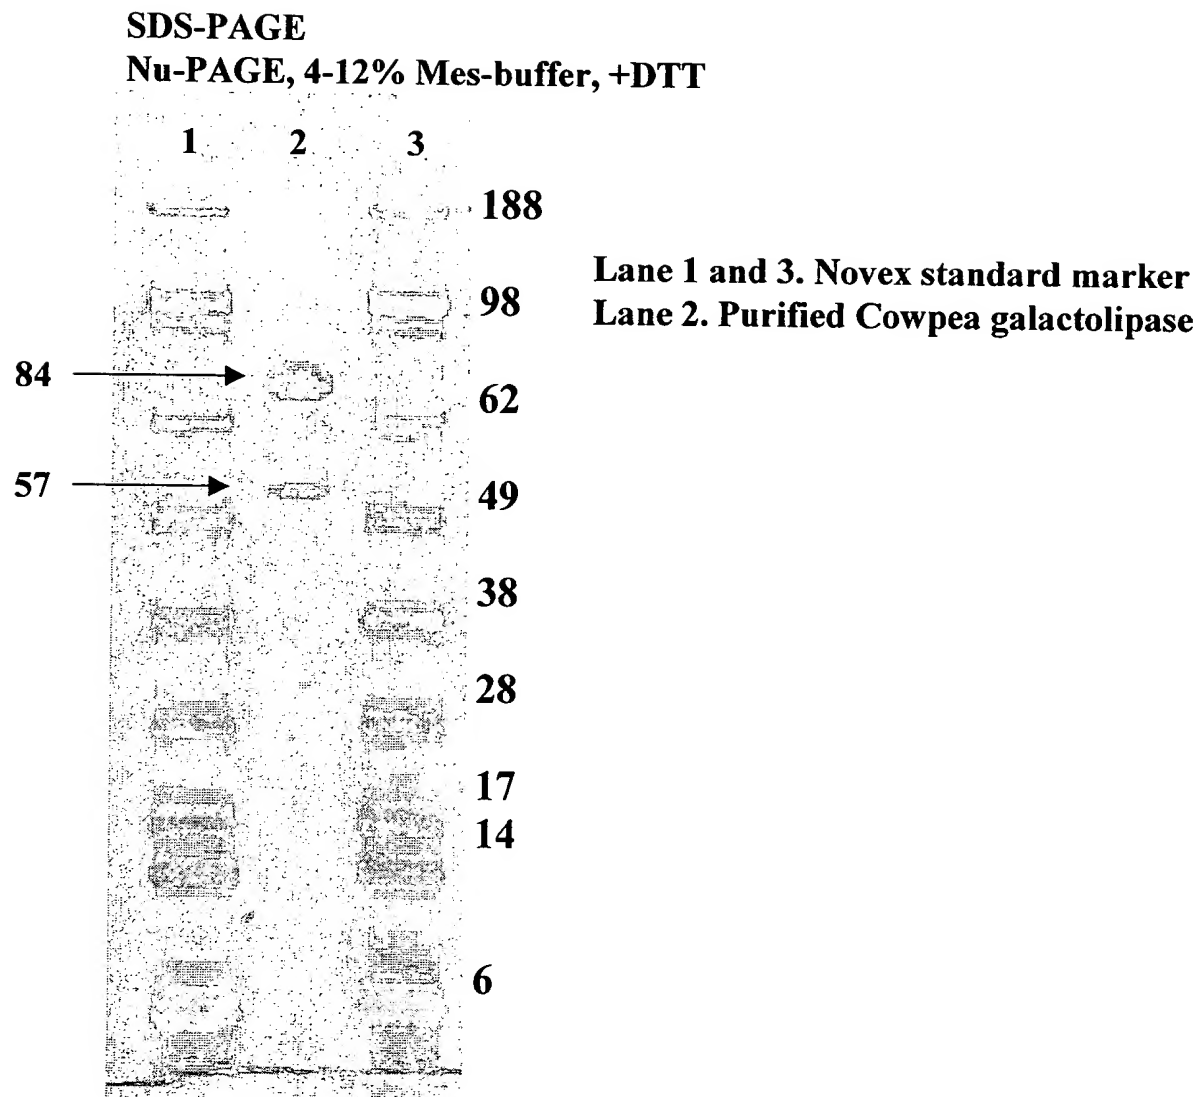 SDS-PAGE
Nu-PAGE, 4-12% Mes-buffer, +DTT
1 2 3
188
Lane 1 and 3. Novex standard marker
98
Lane 2. Purified Cowpea galactolipase
84
62
57
49
38
28
17
14
6